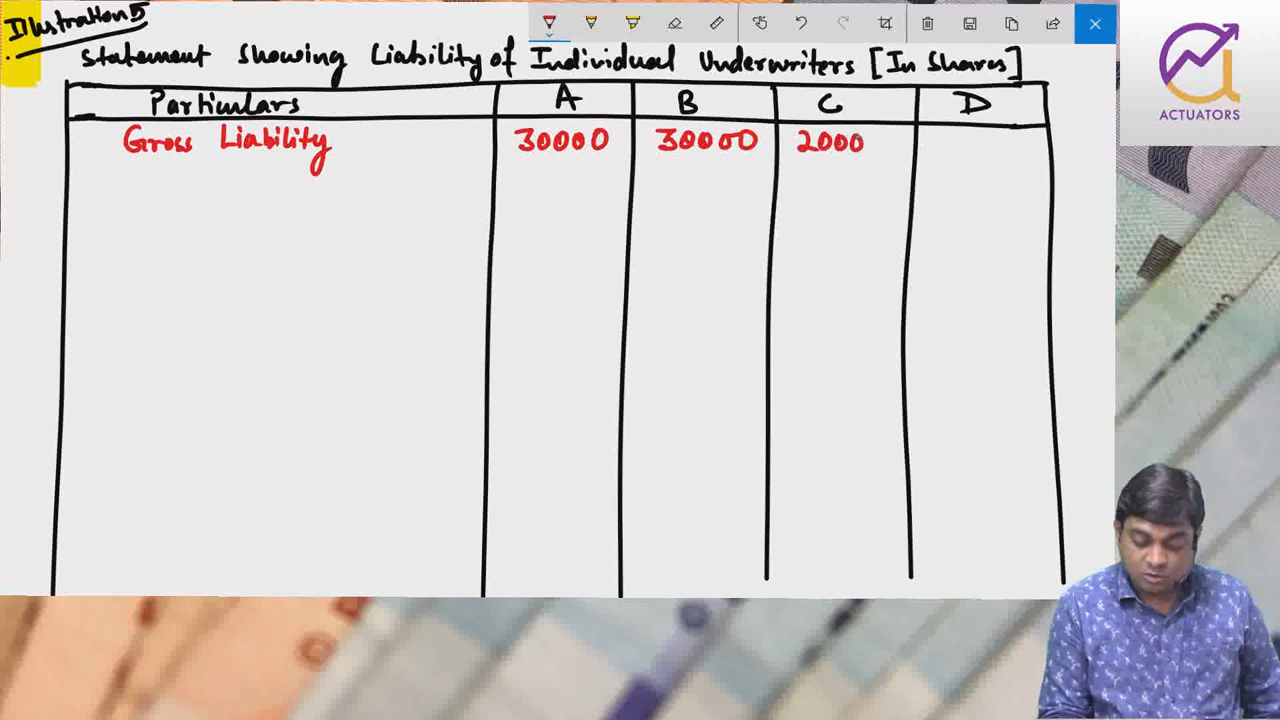 Illustration 5
Statement Showing Liability of Individual Underwriters [In Shares]
Particulars A B C D
Gross Liability 30000 30000 2000
ACTUATORS